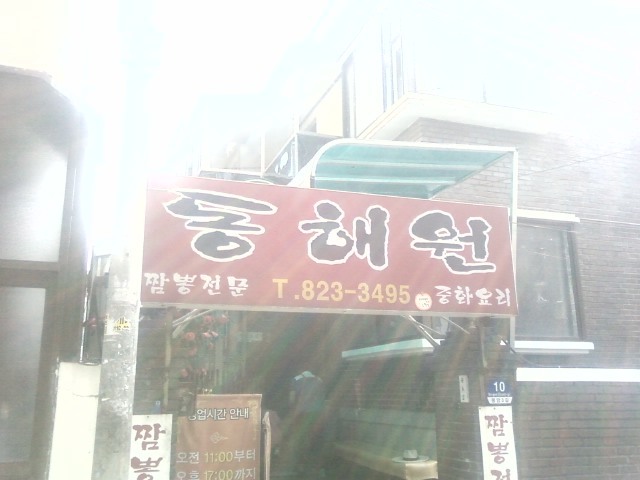 동해원
짬뽕전문 T.823-3495 중화요리
10
영업시간 안내
오전 11:00부터
오후 17:00까지
짬뽕
짬뽕전